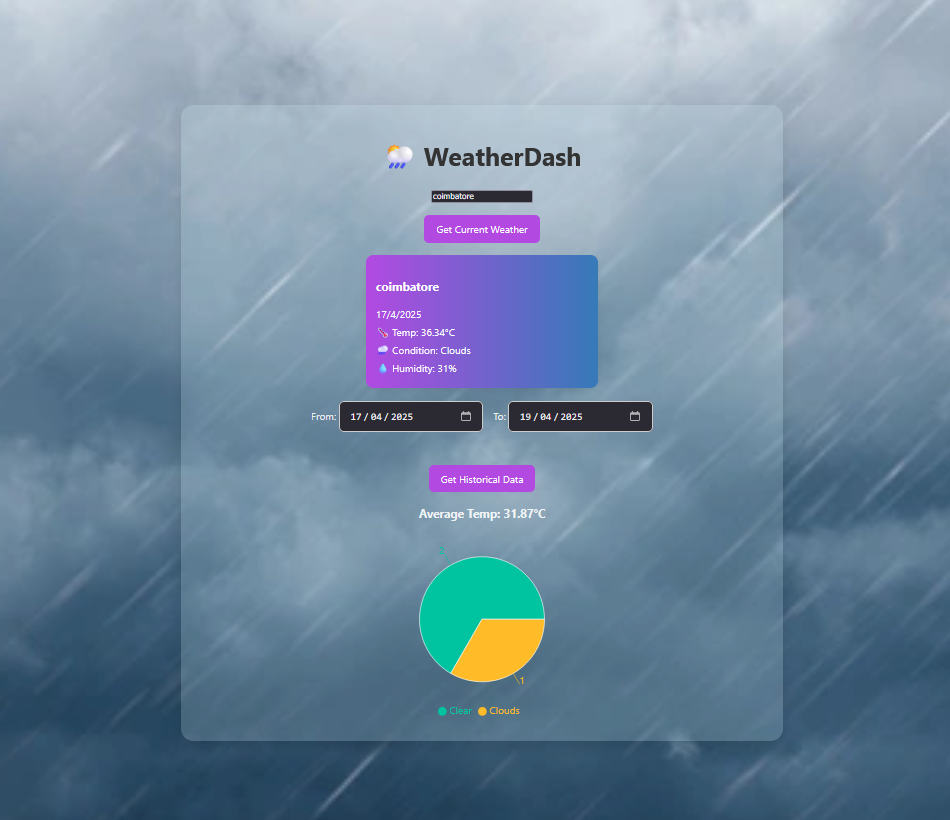 WeatherDash
coimbatore
Get Current Weather
coimbatore
17/4/2025
Temp: 36.34°C
Condition: Clouds
Humidity: 31%
From: 17 / 04 / 2025 To: 19 / 04 / 2025
Get Historical Data
Average Temp: 31.87°C
2
1
Clear Clouds